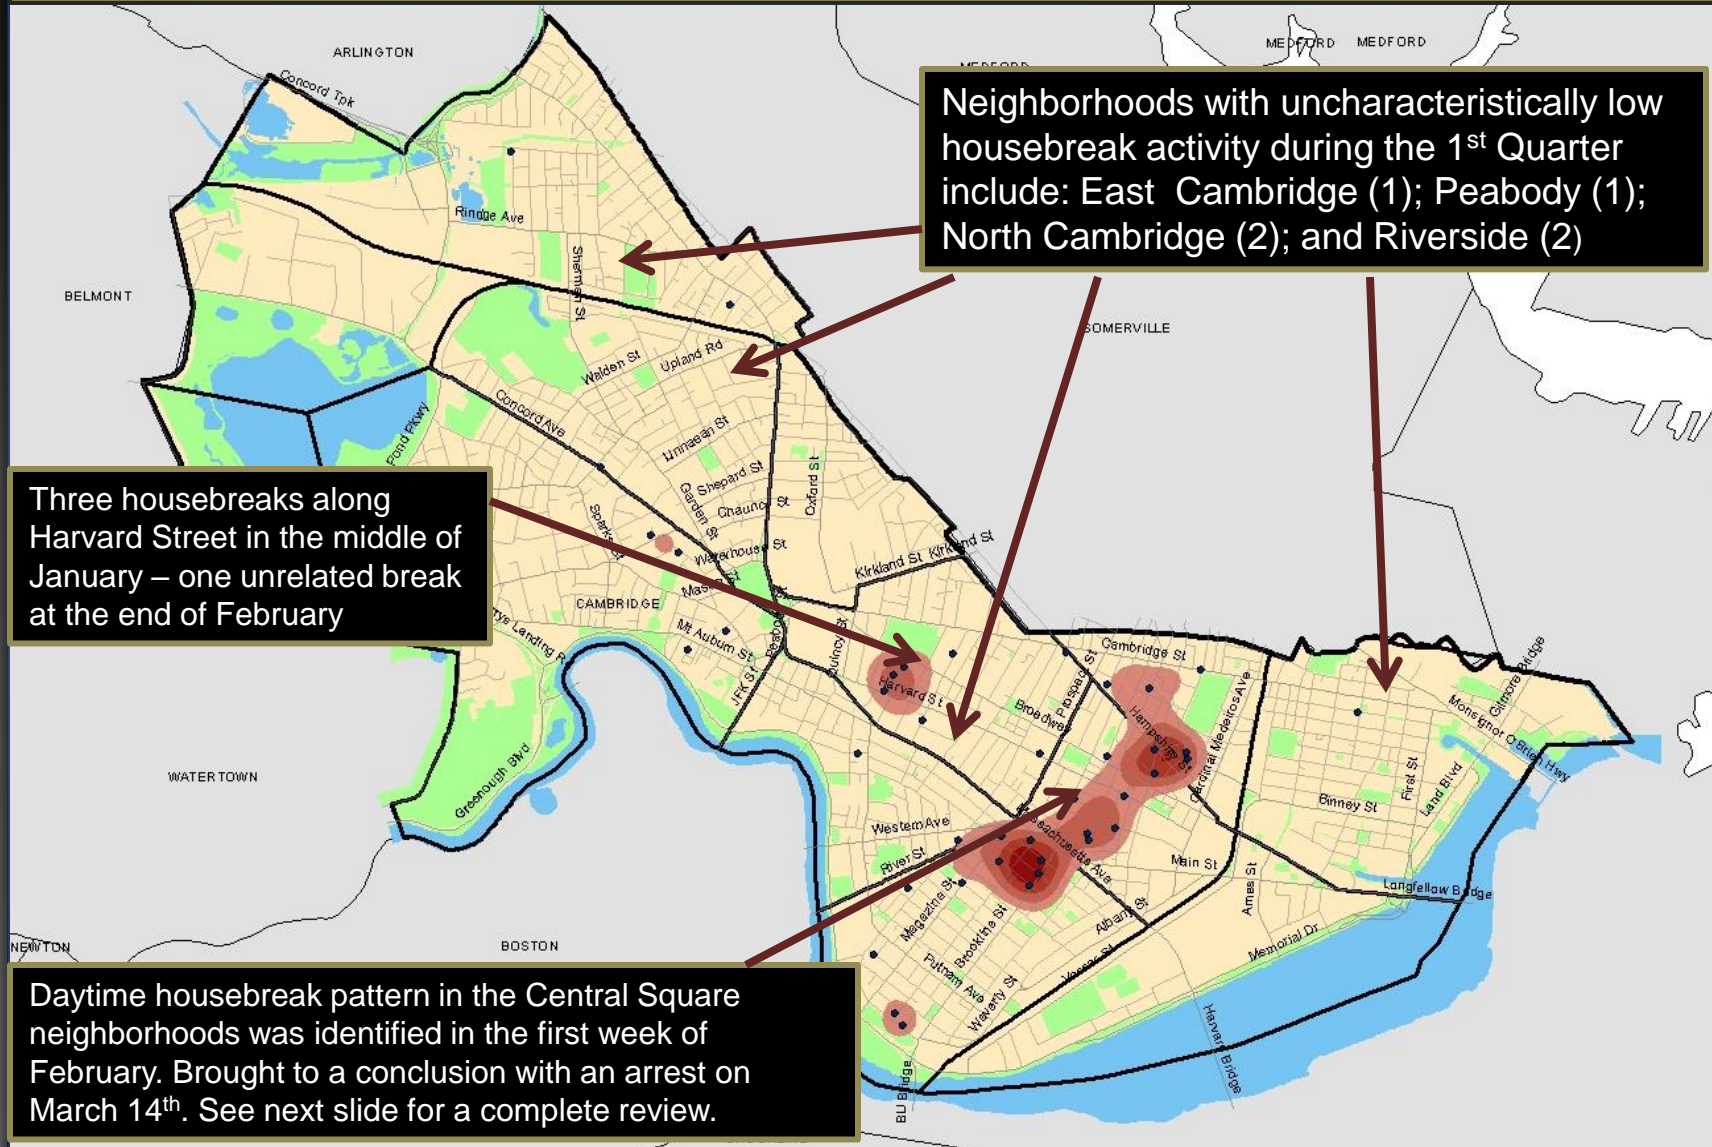 ARLINGTON
MEDFORD
MEDFORD
MEDFORD
Concord Tpk
Neighborhoods with uncharacteristically low
housebreak activity during the 1st Quarter
include: East Cambridge (1); Peabody (1);
North Cambridge (2); and Riverside (2)
Rindge Ave
Sherman St
BELMONT
SOMERVILLE
Walden St
Upland Rd
Concord Ave
Pond Pkwy
Linnaean St
Shepard St
Oxford St
Garden St
Chaunc St
Sparks St
Waterhouse St
Kirkland St
Kirkland St
Mason St
Three housebreaks along
Harvard Street in the middle of
January – one unrelated break
at the end of February
CAMBRIDGE
Mt Auburn St
Peabody St
Quincy St
JFK St
Harvard St
Broadway
Prospect St
Cambridge St
Hampshire St
Cardinal Medeiros Ave
Gilmore Bridge
Monsignor O'Brien Hwy
WATERTOWN
Greenough Blvd
First St
Land Blvd
Binney St
Western Ave
River St
Massachusetts Ave
Main St
Ames St
Longfellow Bridge
Magazine St
Brookline St
Albany St
Memorial Dr
Putnam Ave
Vassar St
Waverly St
Harvard Bridge
BU Bridge
NEWTON
BOSTON
Daytime housebreak pattern in the Central Square
neighborhoods was identified in the first week of
February. Brought to a conclusion with an arrest on
March 14th. See next slide for a complete review.